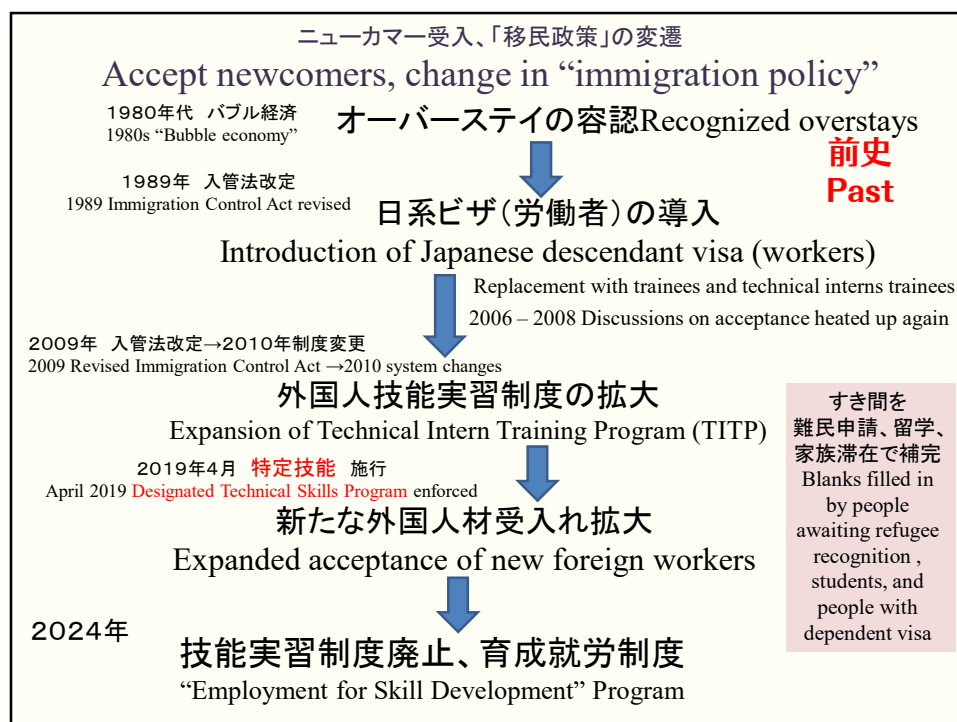 ニューカマー受入、「移民政策」の変遷
Accept newcomers, change in “immigration policy”
1980年代　バブル経済
1980s “Bubble economy”
オーバーステイの容認Recognized overstays
前史
Past
1989年　入管法改定
1989 Immigration Control Act revised
日系ビザ(労働者)の導入
Introduction of Japanese descendant visa (workers)
Replacement with trainees and technical interns trainees
2006 – 2008 Discussions on acceptance heated up again
2009年　入管法改定→2010年制度変更
2009 Revised Immigration Control Act →2010 system changes
外国人技能実習制度の拡大
Expansion of Technical Intern Training Program (TITP)
2019年4月　特定技能　施行
April 2019 Designated Technical Skills Program enforced
新たな外国人材受入れ拡大
Expanded acceptance of new foreign workers
すき間を
難民申請、留学、
家族滞在で補完
Blanks filled in
by people
awaiting refugee
recognition ,
students, and
people with
dependent visa
2024年
技能実習制度廃止、育成就労制度
“Employment for Skill Development” Program